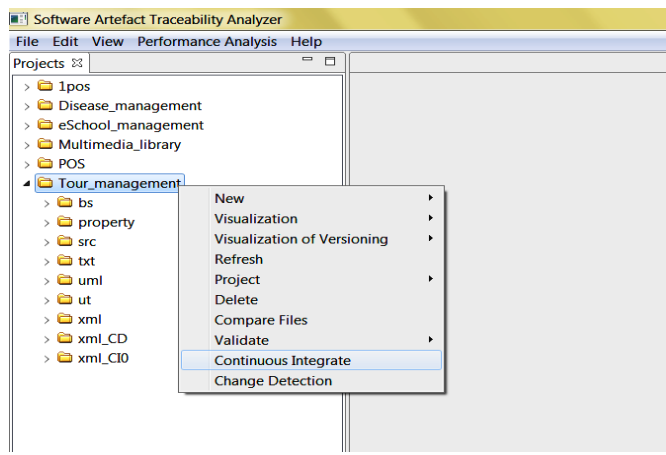 Software Artefact Traceability Analyzer
File Edit View Performance Analysis Help
Projects
1pos
Disease_management
eSchool_management
Multimedia_library
POS
Tour_management
bs
property
src
txt
uml
ut
xml
xml_CD
xml_CI0
New
Visualization
Visualization of Versioning
Refresh
Project
Delete
Compare Files
Validate
Continuous Integrate
Change Detection